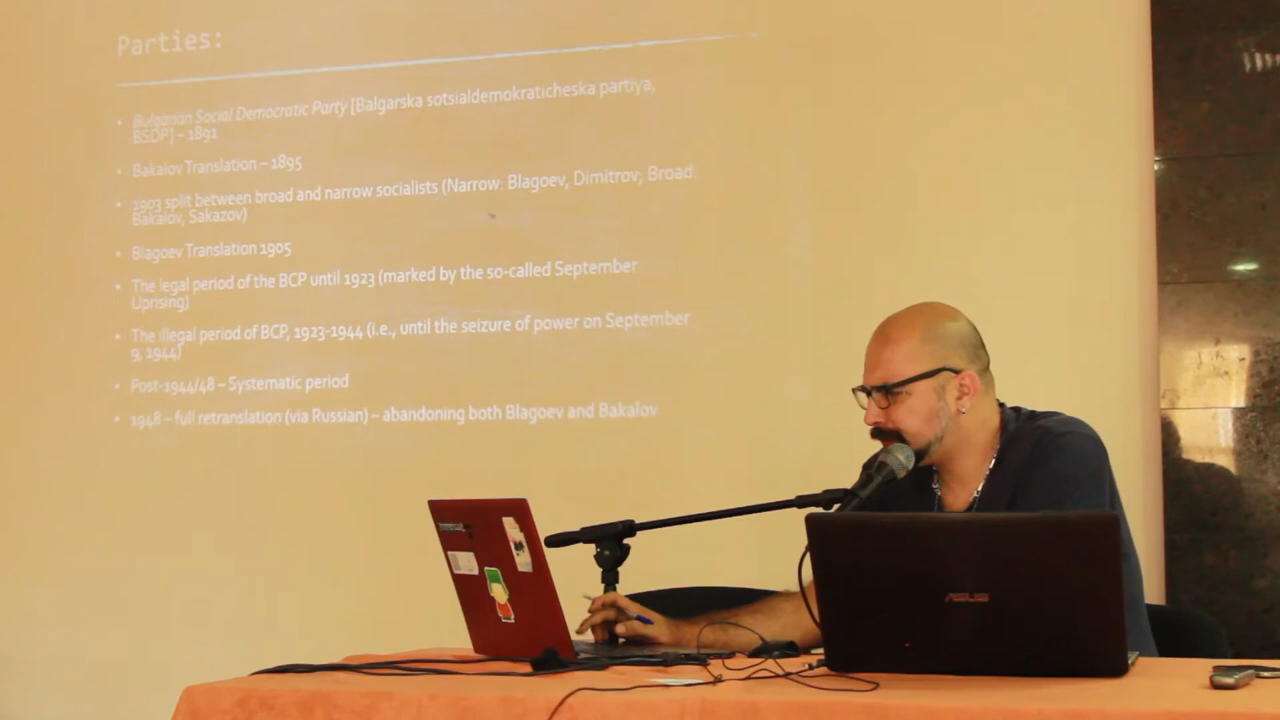 Parties:
Bulgarian Social Democratic Party [Balgarska sotsialdemokraticheska partiya,
BSDP] – 1891
Bakalov Translation – 1895
1903 split between broad and narrow socialists (Narrow: Blagoev, Dimitrov; Broad:
Bakalov, Sakazov)
Blagoev Translation 1905
The legal period of the BCP until 1923 (marked by the so-called September
Uprising)
The illegal period of BCP, 1923-1944 (i.e., until the seizure of power on September
9, 1944)
Post-1944/48 – Systematic period
1948 – full retranslation (via Russian) – abandoning both Blagoev and Bakalov
ASUS